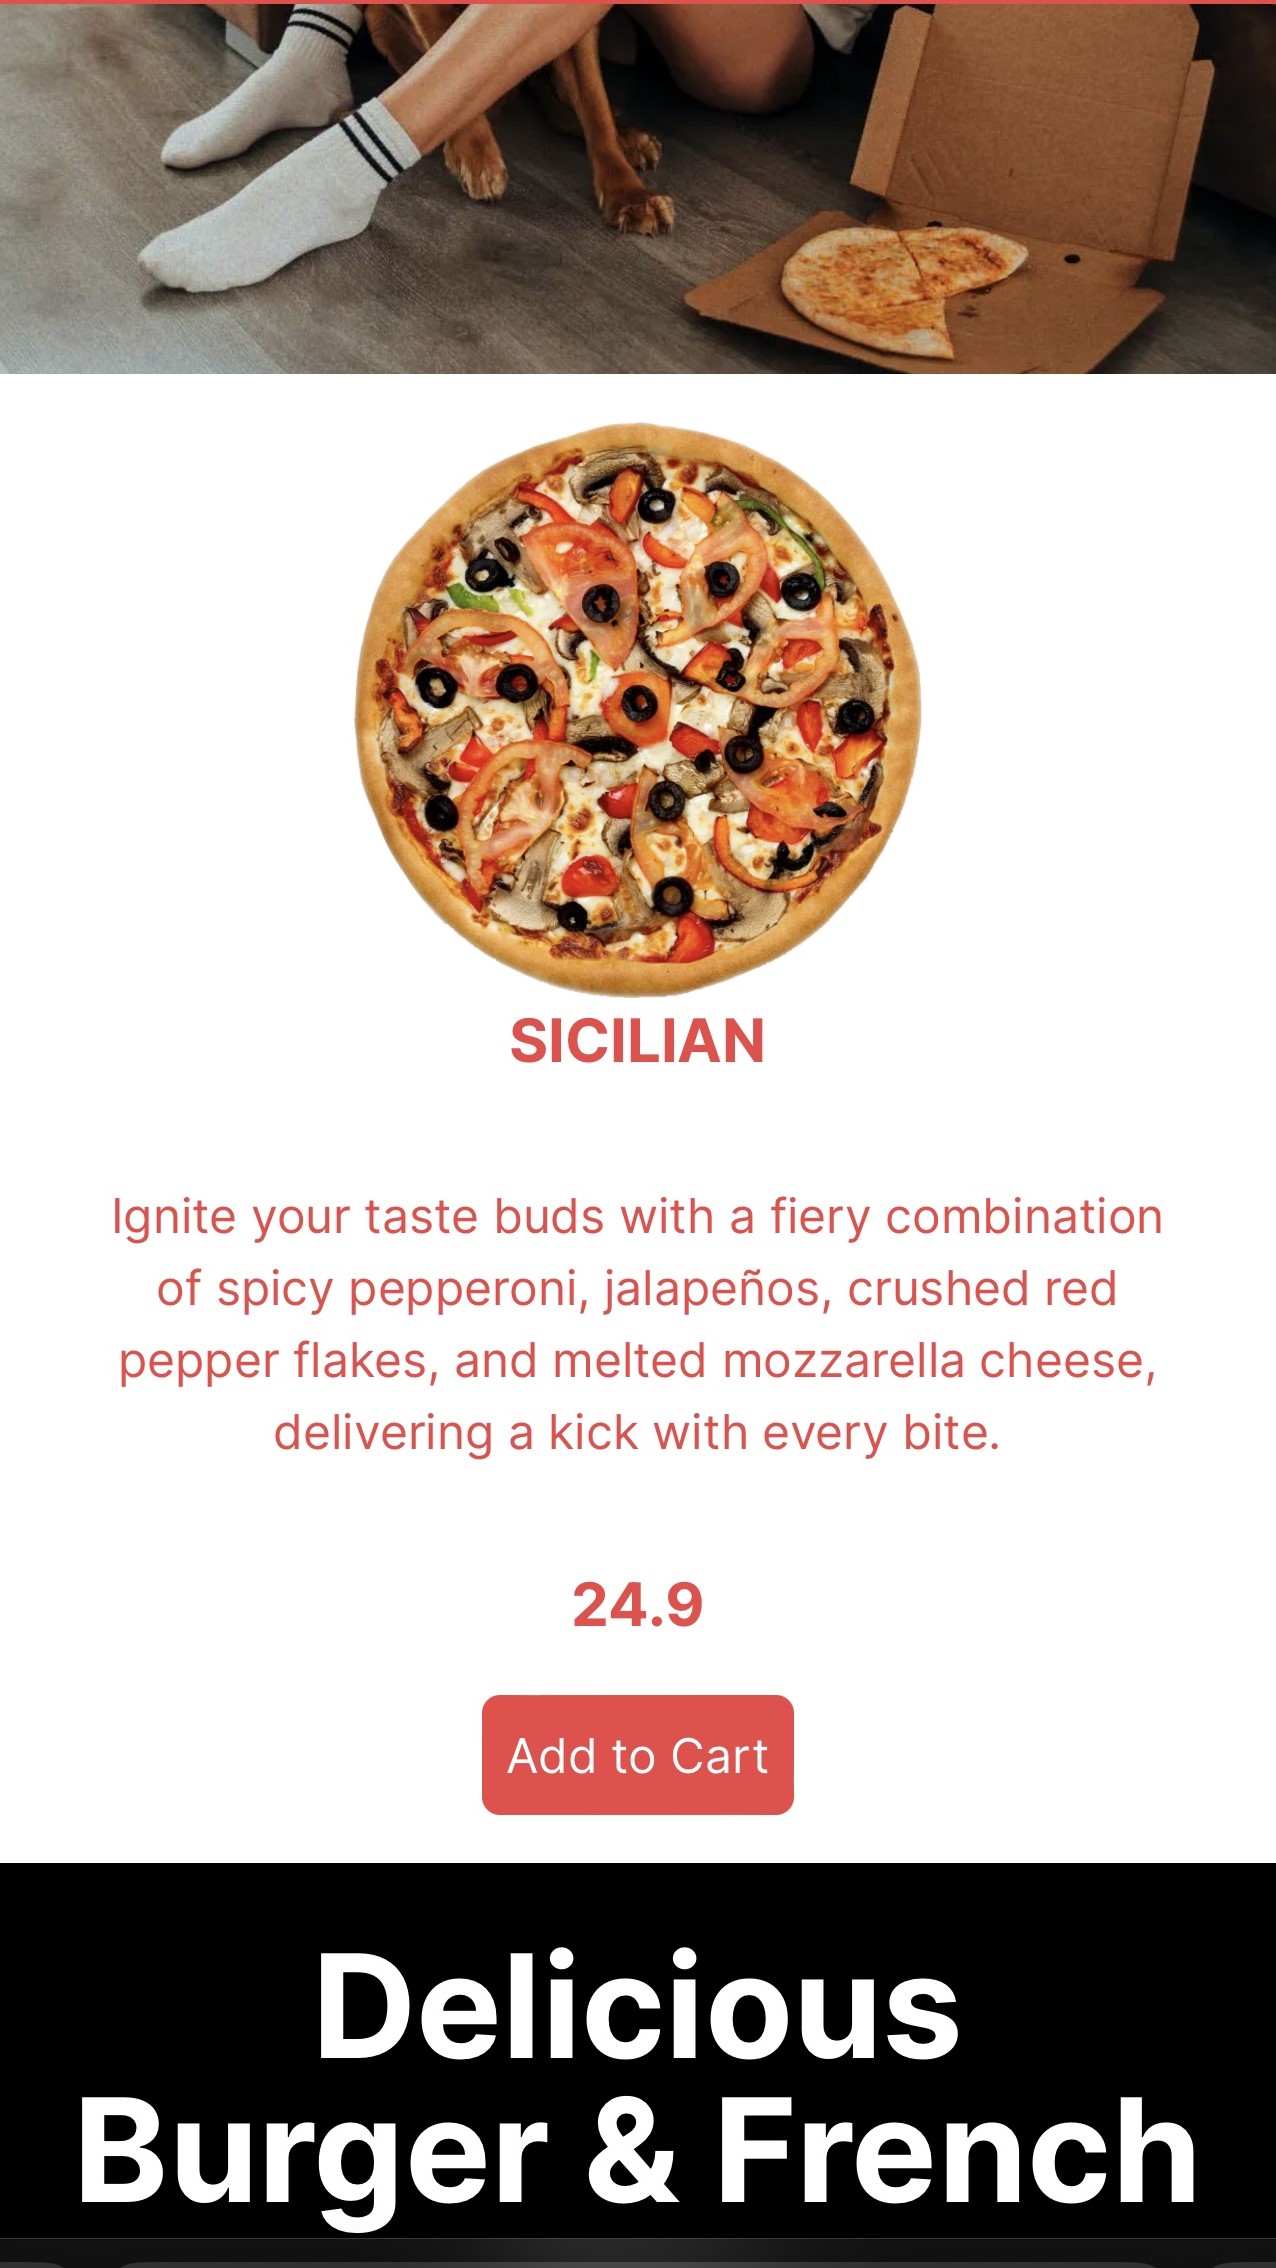 SICILIAN
Ignite your taste buds with a fiery combination
of spicy pepperoni, jalapeños, crushed red
pepper flakes, and melted mozzarella cheese,
delivering a kick with every bite.
24.9
Add to Cart
Delicious
Burger & French